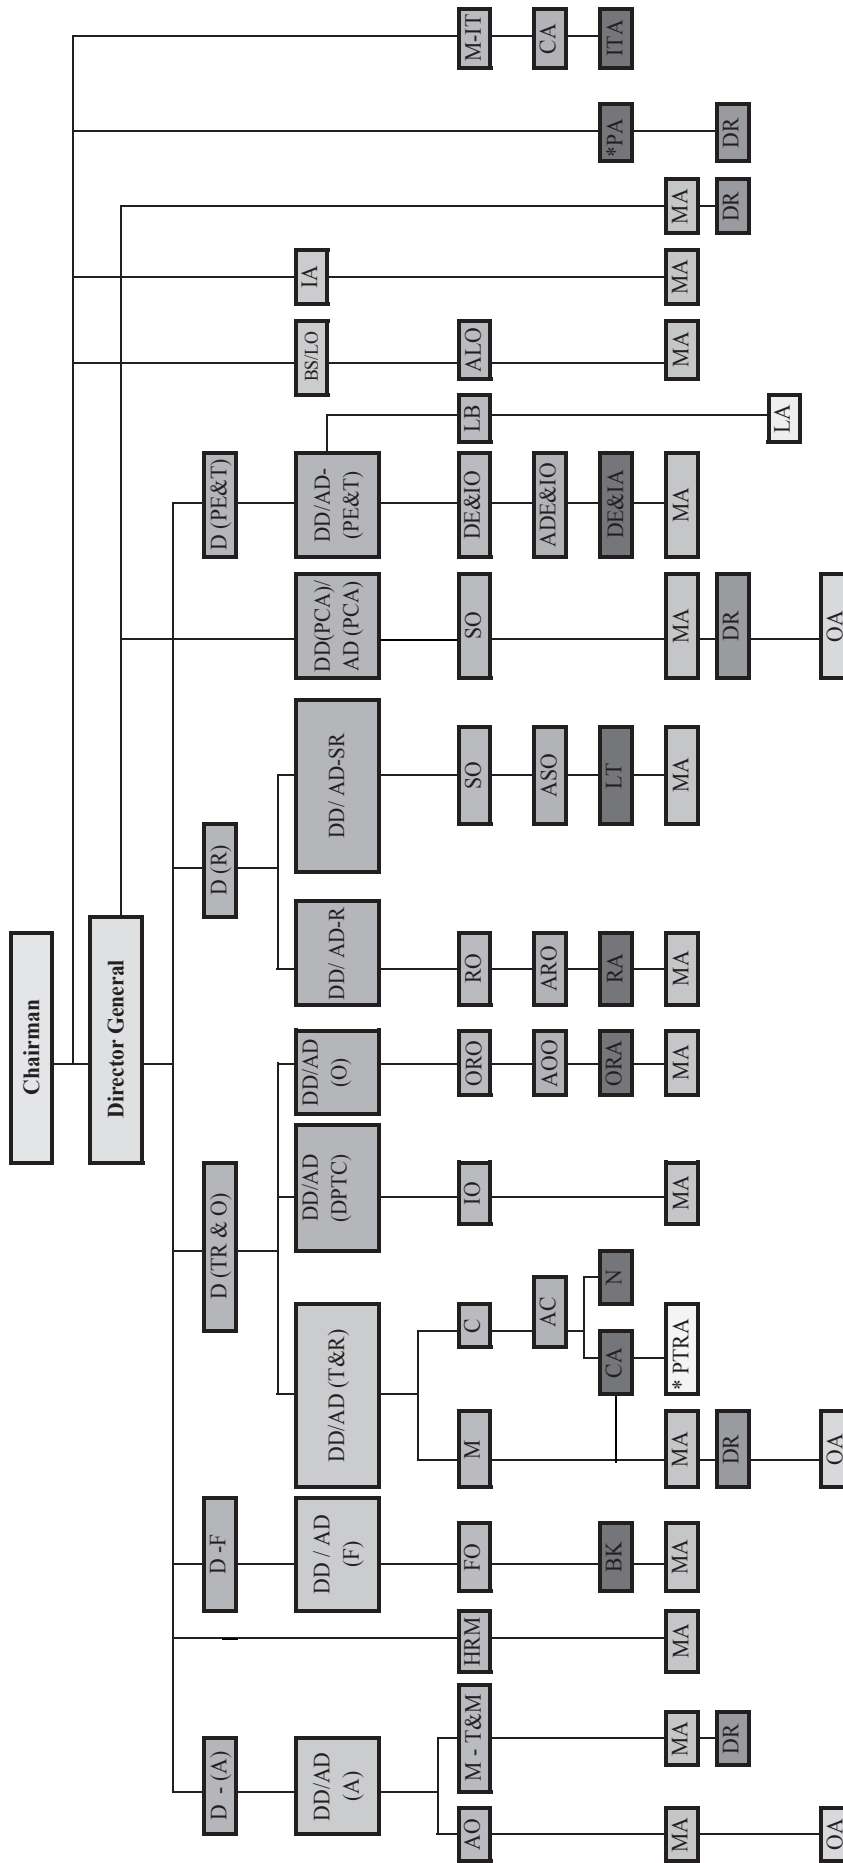 Chairman
Director General
D - (A)
D -F
D (TR & O)
D (R)
D (PE&T)
DD/AD
(A)
DD / AD
(F)
DD/AD (T&R)
DD/AD
(DPTC)
DD/AD
(O)
DD/ AD-R
DD/ AD-SR
DD(PCA)/
AD (PCA)
DD/AD-
(PE&T)
BS/LO
IA
AO
M - T&M
HRM
FO
M
C
IO
ORO
RO
SO
SO
DE&IO
LB
ALO
M-IT
AC
AOO
ARO
ASO
ADE&IO
CA
BK
CA
N
ORA
RA
LT
DE&IA
*PA
ITA
MA
MA
MA
MA
MA
* PTRA
MA
MA
MA
MA
MA
MA
MA
MA
MA
DR
DR
DR
DR
DR
LA
OA
OA
OA